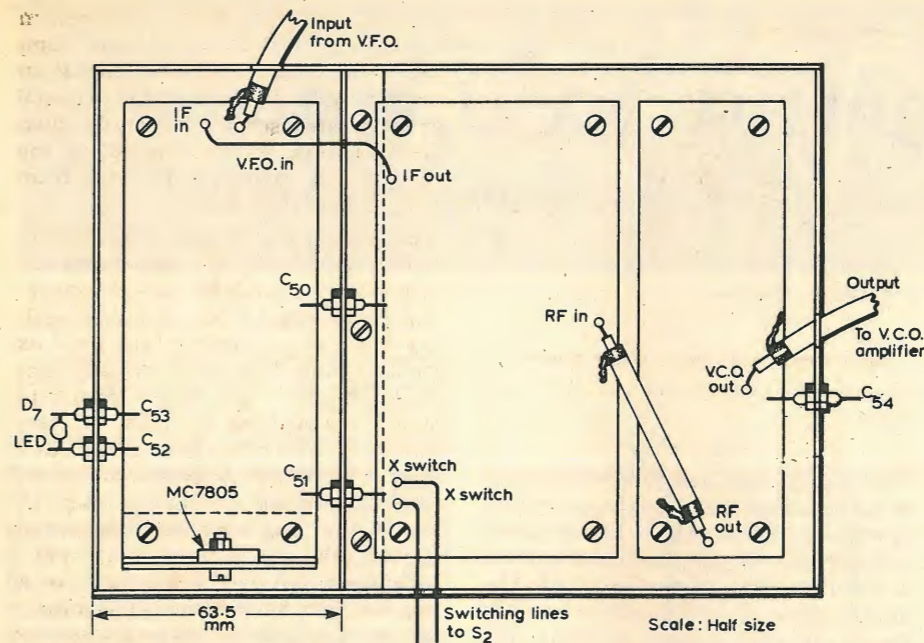 Input
from V.F.O.
IF
in
V.F.O. in
IF out
C50
RF in
Output
To V.C.O.
amplifier
V.C.O.
out
C54
D7
LED
C53
C52
C51
X switch
X switch
MC7805
RF
out
63.5
mm
Switching lines
to S2
Scale: Half size